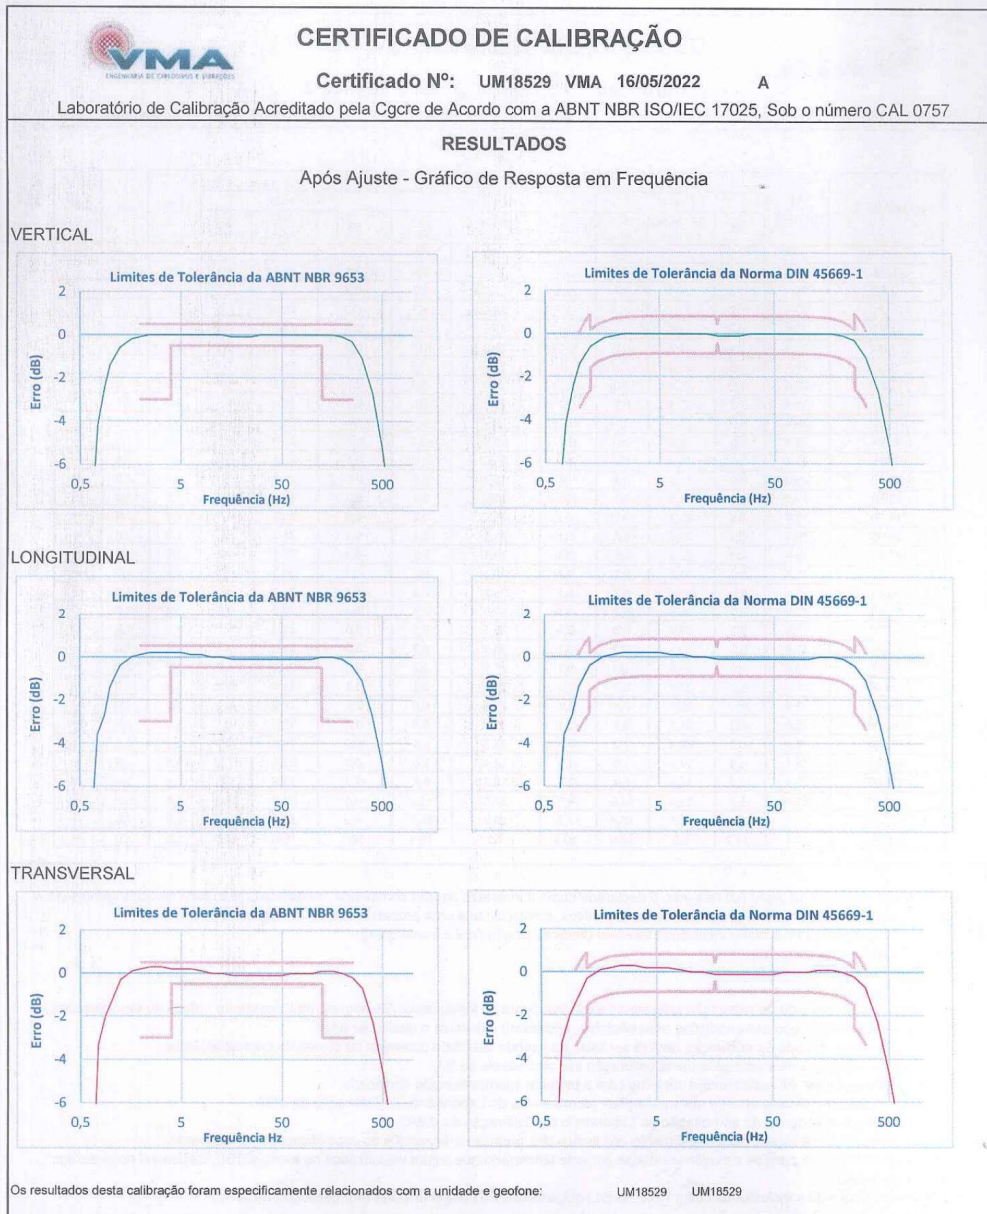 VMA
ENGENHARIA DE EXPLOSIVOS E VIBRAÇÕES
CERTIFICADO DE CALIBRAÇÃO
Certificado Nº: UM18529 VMA 16/05/2022 A
Laboratório de Calibração Acreditado pela Cgcre de Acordo com a ABNT NBR ISO/IEC 17025, Sob o número CAL 0757
RESULTADOS
Após Ajuste - Gráfico de Resposta em Frequência
VERTICAL
Limites de Tolerância da ABNT NBR 9653
2
0
-2
-4
-6
Erro (dB)
0,5 5 50 500
Frequência (Hz)
Limites de Tolerância da Norma DIN 45669-1
2
0
-2
-4
-6
Erro (dB)
0,5 5 50 500
Frequência (Hz)
LONGITUDINAL
Limites de Tolerância da ABNT NBR 9653
2
0
-2
-4
-6
Erro (dB)
0,5 5 50 500
Frequência (Hz)
Limites de Tolerância da Norma DIN 45669-1
2
0
-2
-4
-6
Erro (dB)
0,5 5 50 500
Frequência (Hz)
TRANSVERSAL
Limites de Tolerância da ABNT NBR 9653
2
0
-2
-4
-6
Erro (dB)
0,5 5 50 500
Frequência Hz
Limites de Tolerância da Norma DIN 45669-1
2
0
-2
-4
-6
Erro (dB)
0,5 5 50 500
Frequência (Hz)
Os resultados desta calibração foram especificamente relacionados com a unidade e geofone: UM18529 UM18529